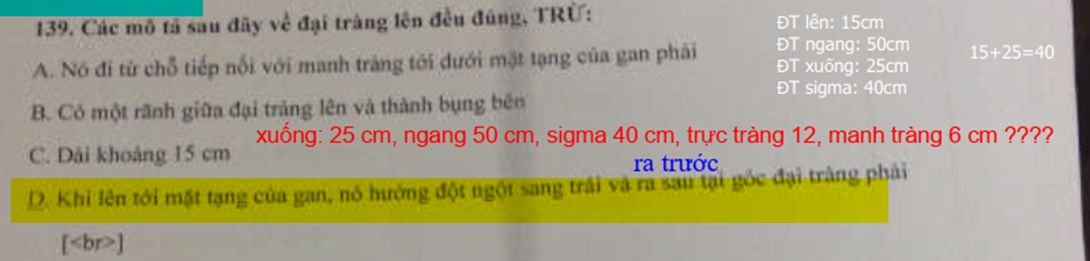 139. Các mô tả sau đây về đại tràng lên đều đúng, TRỪ:
ĐT lên: 15cm
ĐT ngang: 50cm
ĐT xuống: 25cm
ĐT sigma: 40cm
15+25=40
A. Nó đi từ chỗ tiếp nối với manh tràng tới dưới mặt tạng của gan phải
B. Có một rãnh giữa đại tràng lên và thành bụng bên
xuống: 25 cm, ngang 50 cm, sigma 40 cm, trực tràng 12, manh tràng 6 cm ????
C. Dài khoảng 15 cm
ra trước
D. Khi lên tới mặt tạng của gan, nó hướng đột ngột sang trái và ra sau tại góc đại tràng phải
[<br>]